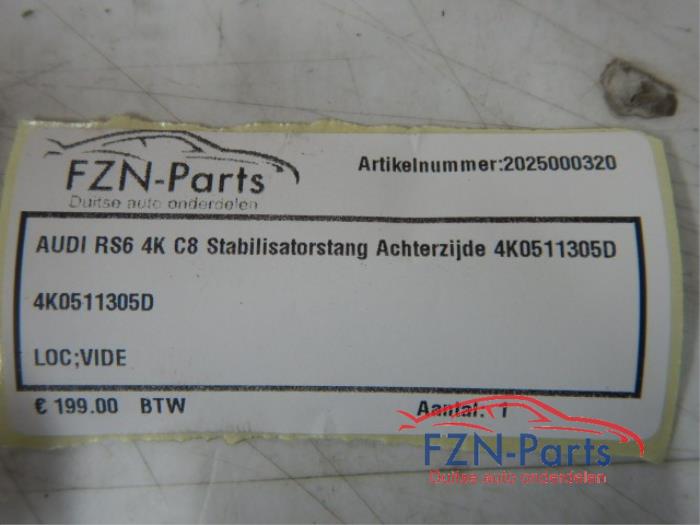 FZN-Parts
Duitse auto onderdelen
Artikelnummer:2025000320
AUDI RS6 4K C8 Stabilisatorstang Achterzijde 4K0511305D
4K0511305D
LOC;VIDE
€ 199.00 BTW
Aantal: 1
FZN-Parts
Duitse auto onderdelen